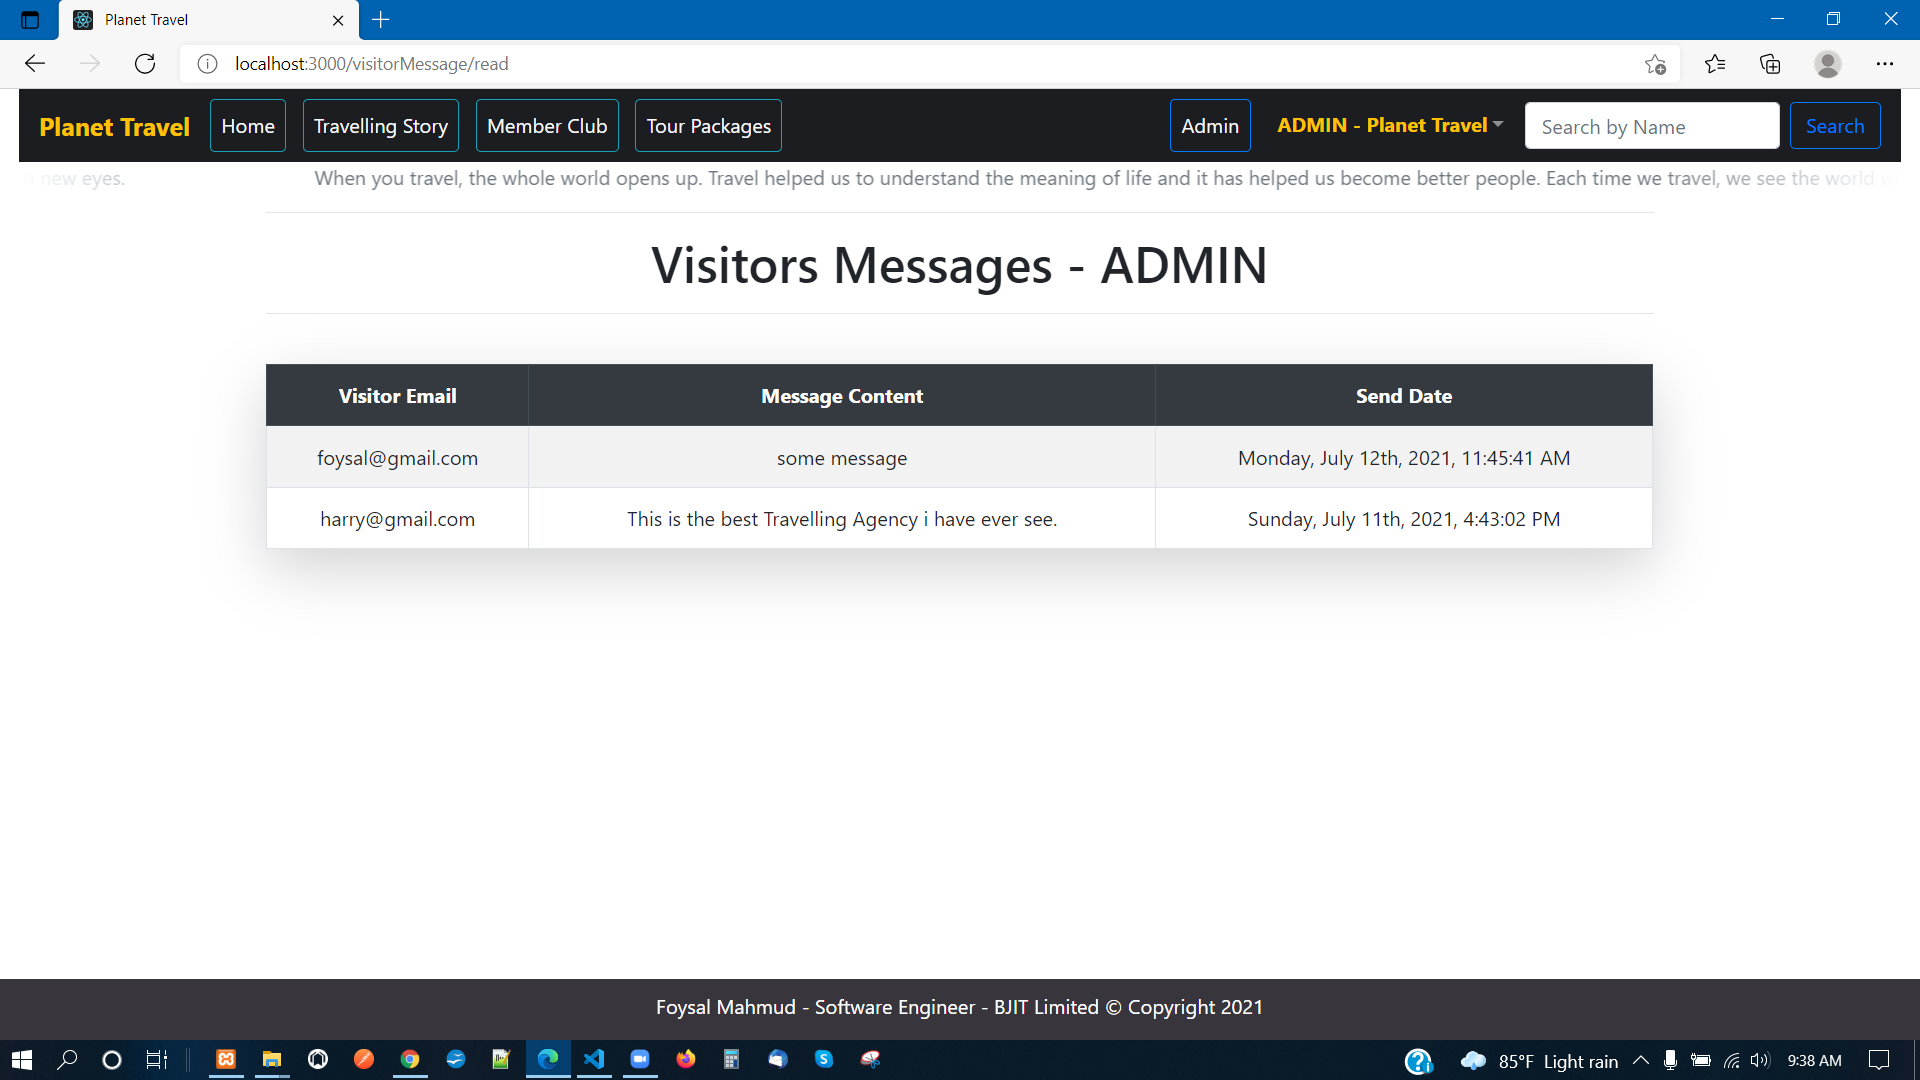 Planet Travel
localhost:3000/visitorMessage/read
Planet Travel Home Travelling Story Member Club Tour Packages Admin ADMIN - Planet Travel Search by Name Search
new eyes. When you travel, the whole world opens up. Travel helped us to understand the meaning of life and it has helped us become better people. Each time we travel, we see the world
Visitors Messages - ADMIN
Visitor Email Message Content Send Date
foysal@gmail.com some message Monday, July 12th, 2021, 11:45:41 AM
harry@gmail.com This is the best Travelling Agency i have ever see. Sunday, July 11th, 2021, 4:43:02 PM
Foysal Mahmud - Software Engineer - BJIT Limited © Copyright 2021
85°F Light rain 9:38 AM